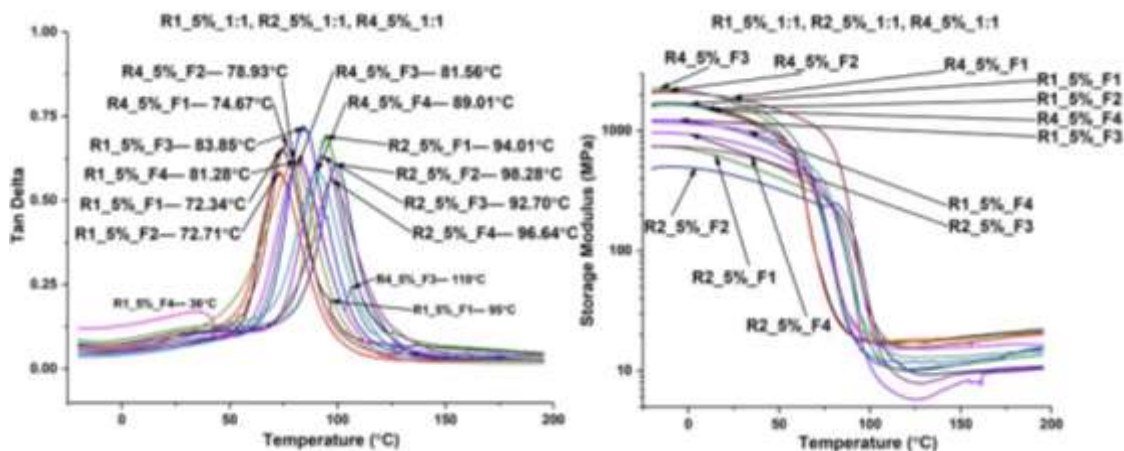 R1_5%_1:1, R2_5%_1:1, R4_5%_1:1
1.00
0.75
0.50
0.25
0.00
Tan Delta
R4_5%_F2— 78.93°C
R4_5%_F1— 74.67°C
R1_5%_F3— 83.85°C
R1_5%_F4— 81.28°C
R1_5%_F1— 72.34°C
R1_5%_F2— 72.71°C
R4_5%_F3— 81.56°C
R4_5%_F4— 89.01°C
R2_5%_F1— 94.01°C
R2_5%_F2— 98.28°C
R2_5%_F3— 92.70°C
R2_5%_F4— 96.64°C
R4_5%_F3— 110°C
R1_5%_F4— 36°C
R1_5%_F1— 95°C
0 50 100 150 200
Temperature (°C)
R1_5%_1:1, R2_5%_1:1, R4_5%_1:1
1000
100
10
Storage Modulus (MPa)
R4_5%_F3
R4_5%_F2
R4_5%_F1
R1_5%_F1
R1_5%_F2
R4_5%_F4
R1_5%_F3
R1_5%_F4
R2_5%_F3
R2_5%_F2
R2_5%_F1
R2_5%_F4
0 50 100 150 200
Temperature (°C)